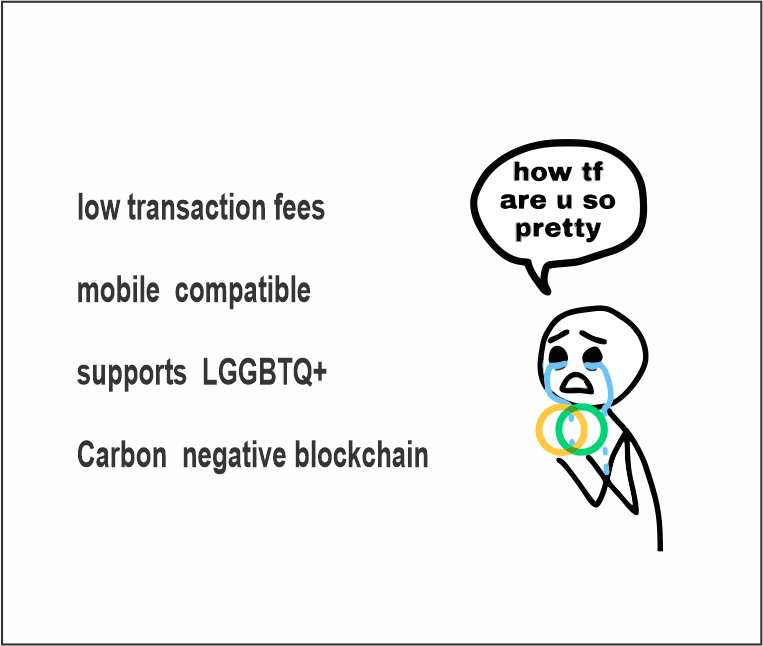 how tf
are u so
pretty
low transaction fees
mobile compatible
supports LGGBTQ+
Carbon negative blockchain